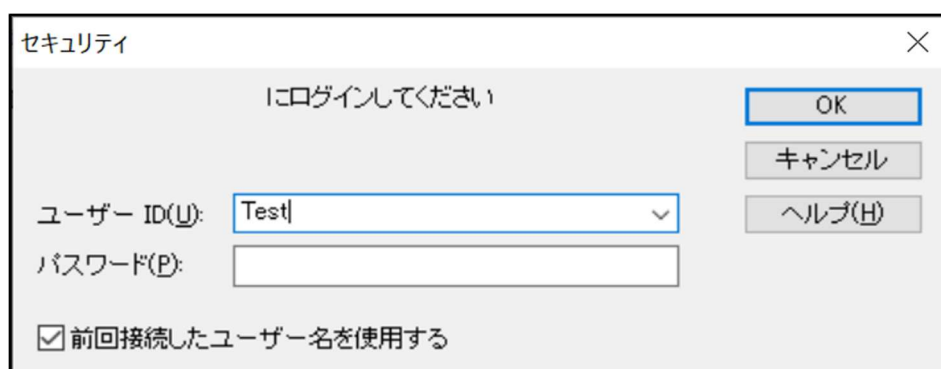 セキュリティ
にログインしてください
OK
キャンセル
ユーザー ID(U):
Test
ヘルプ(H)
パスワード(P):
前回接続したユーザー名を使用する